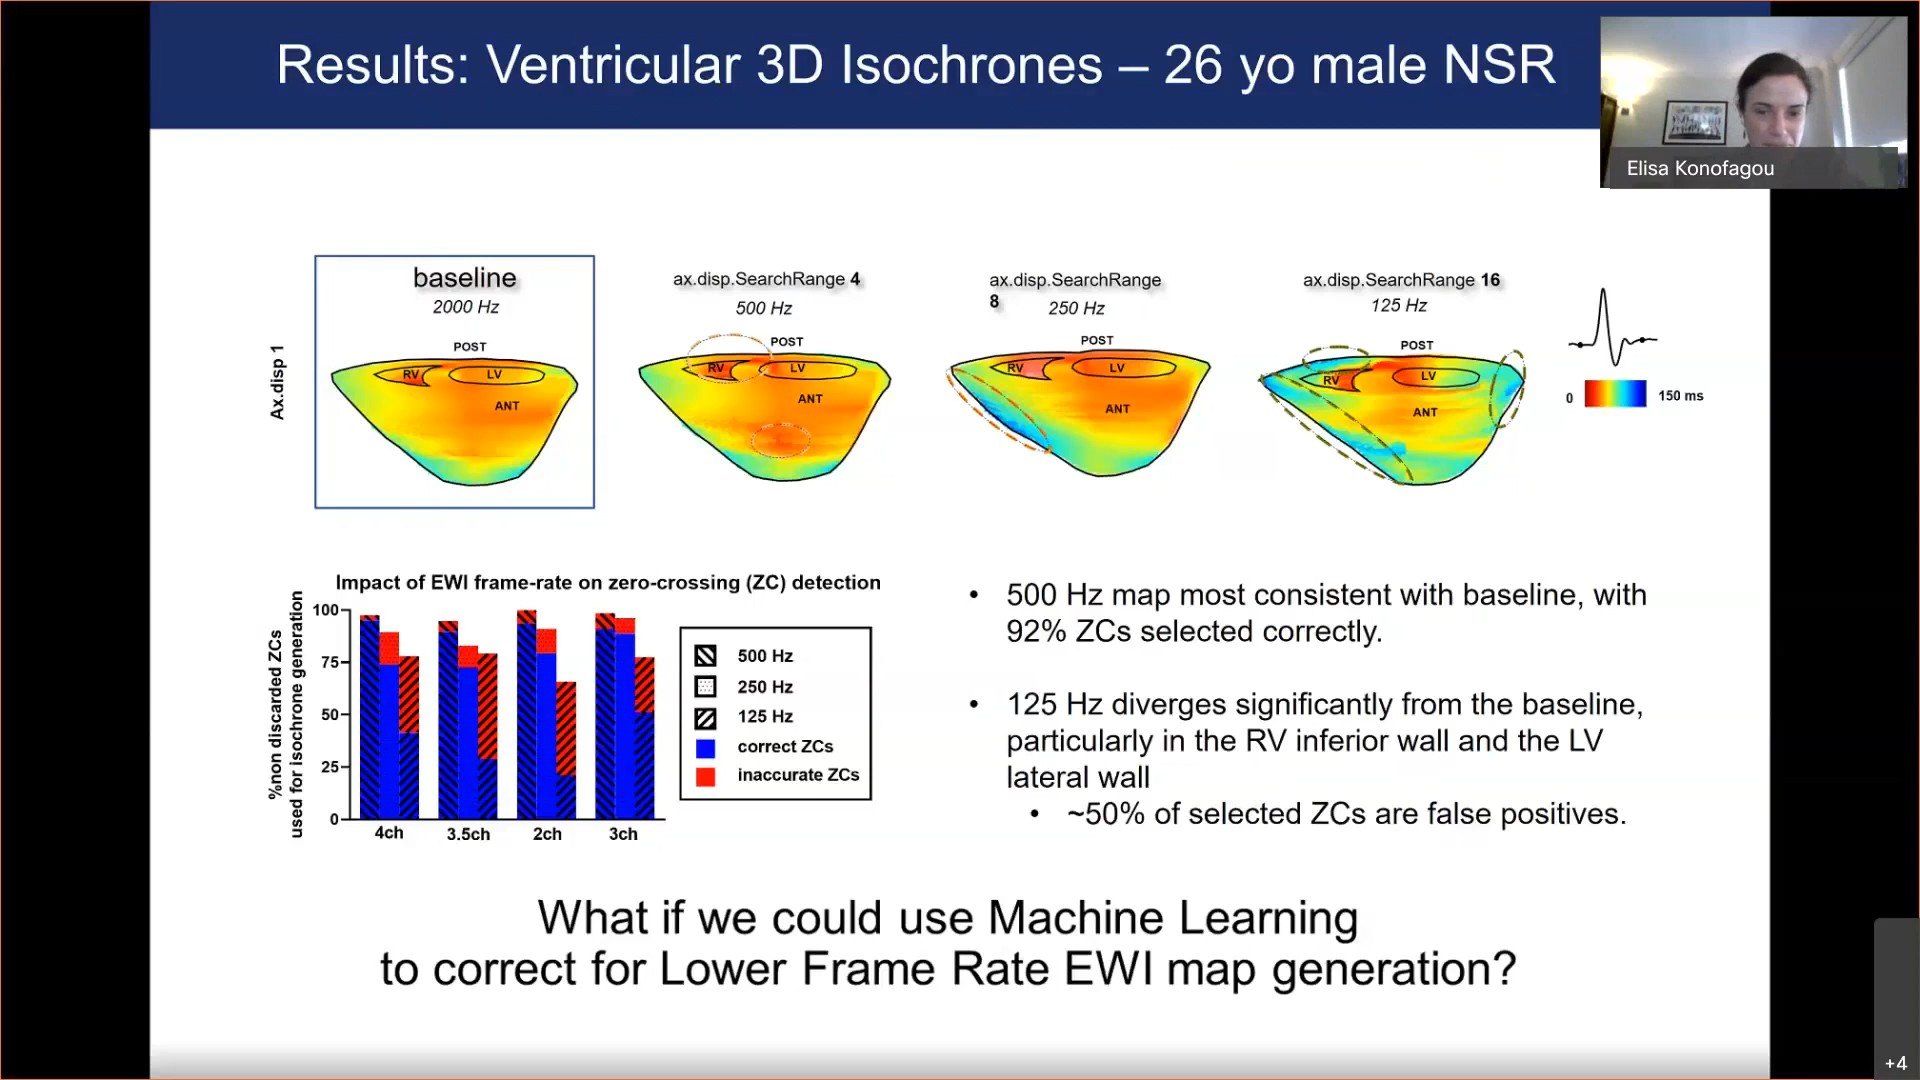 Results: Ventricular 3D Isochrones – 26 yo male NSR
Elisa Konofagou
baseline
2000 Hz
ax.disp.SearchRange 4
500 Hz
ax.disp.SearchRange
8
250 Hz
ax.disp.SearchRange 16
125 Hz
Ax.disp 1
POST
RV
LV
ANT
POST
RV
LV
ANT
POST
RV
LV
ANT
POST
RV
LV
ANT
0
150 ms
Impact of EWI frame-rate on zero-crossing (ZC) detection
%non discarded ZCs
used for isochrone generation
100
75
50
25
0
4ch
3.5ch
2ch
3ch
500 Hz
250 Hz
125 Hz
correct ZCs
inaccurate ZCs
• 500 Hz map most consistent with baseline, with
92% ZCs selected correctly.
• 125 Hz diverges significantly from the baseline,
particularly in the RV inferior wall and the LV
lateral wall
• ~50% of selected ZCs are false positives.
What if we could use Machine Learning
to correct for Lower Frame Rate EWI map generation?
+4